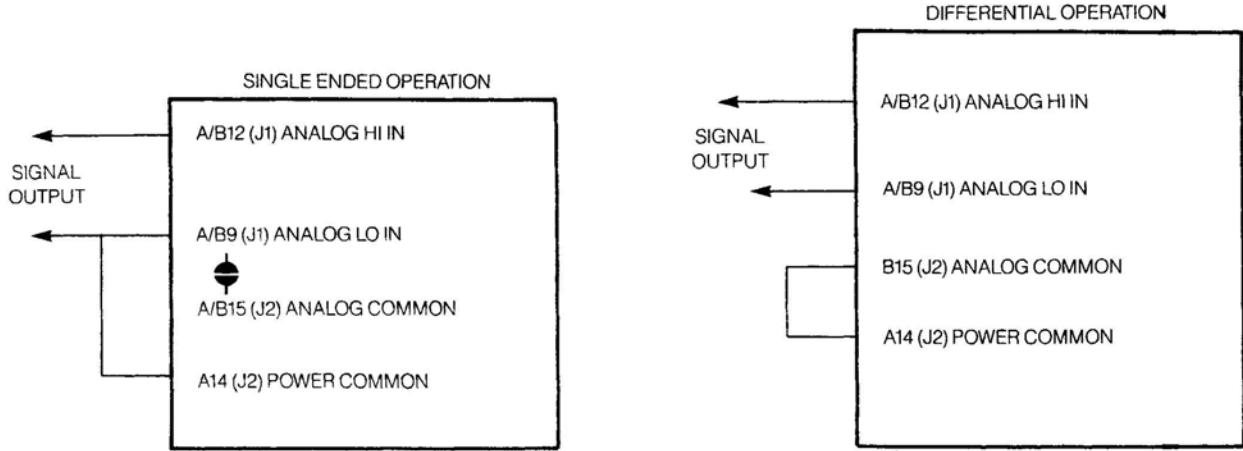 SINGLE ENDED OPERATION
A/B12 (J1) ANALOG HI IN
SIGNAL
OUTPUT
A/B9 (J1) ANALOG LO IN
A/B15 (J2) ANALOG COMMON
A14 (J2) POWER COMMON
DIFFERENTIAL OPERATION
A/B12 (J1) ANALOG HI IN
SIGNAL
OUTPUT
A/B9 (J1) ANALOG LO IN
B15 (J2) ANALOG COMMON
A14 (J2) POWER COMMON